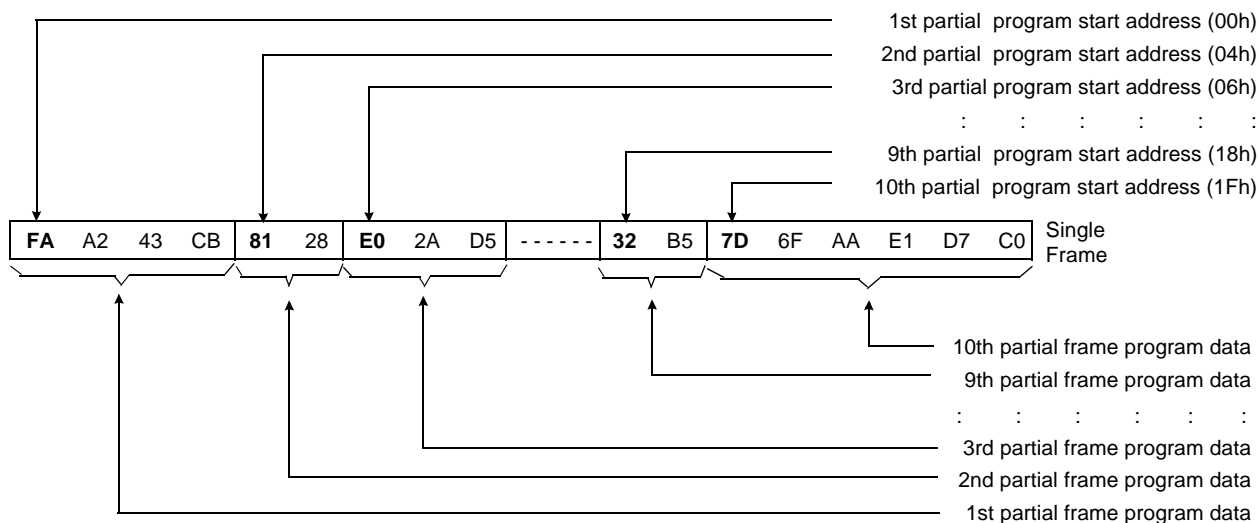 1st partial program start address (00h)
2nd partial program start address (04h)
3rd partial program start address (06h)
: : : : : :
9th partial program start address (18h)
10th partial program start address (1Fh)
FA A2 43 CB 81 28 E0 2A D5 - - - - - - 32 B5 7D 6F AA E1 D7 C0
Single
Frame
10th partial frame program data
9th partial frame program data
: : : : : :
3rd partial frame program data
2nd partial frame program data
1st partial frame program data